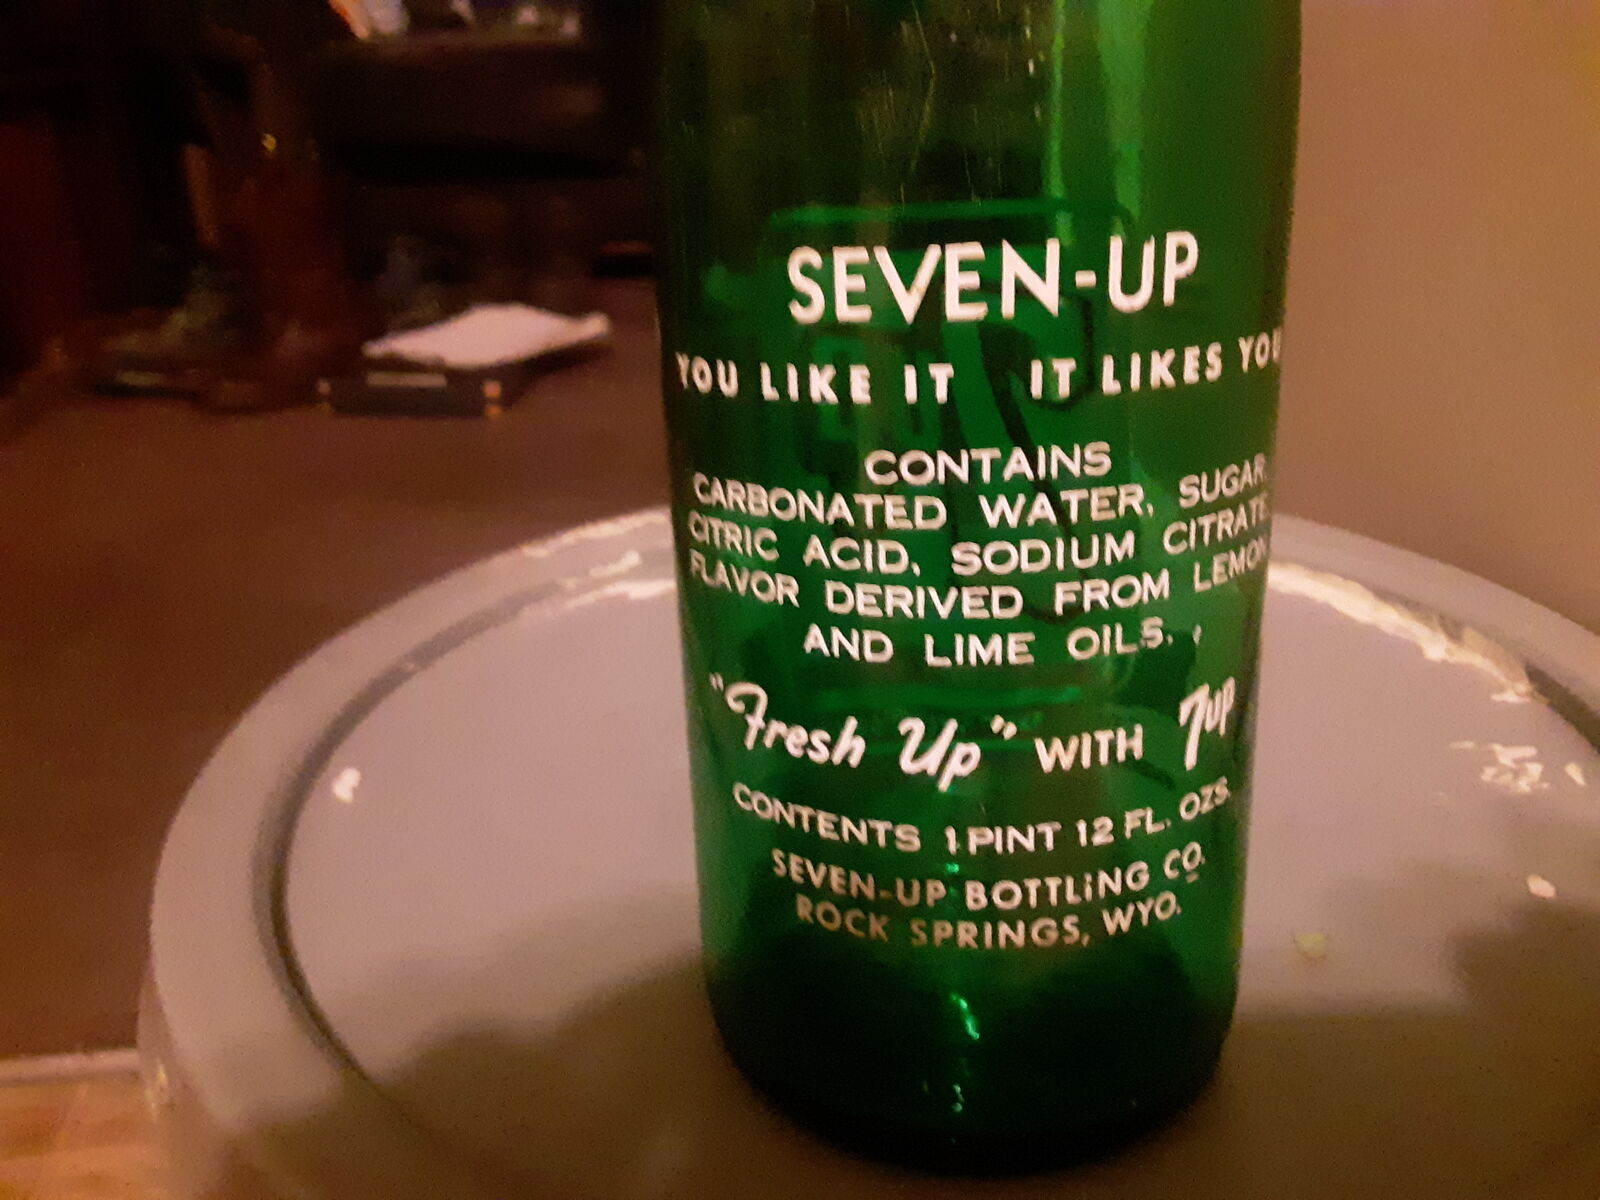 SEVEN-UP
YOU LIKE IT IT LIKES YOU
CONTAINS
CARBONATED WATER, SUGAR,
CITRIC ACID, SODIUM CITRATE
FLAVOR DERIVED FROM LEMON
AND LIME OILS.
"Fresh Up" WITH 7up
CONTENTS 1 PINT 12 FL. OZS.
SEVEN-UP BOTTLING CO.
ROCK SPRINGS, WYO.